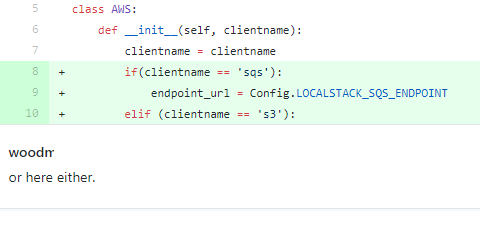 5 class AWS:
6 def __init__(self, clientname):
7 clientname = clientname
8 + if(clientname == 'sqs'):
9 + endpoint_url = Config.LOCALSTACK_SQS_ENDPOINT
10 + elif (clientname == 's3'):
woodm
or here either.